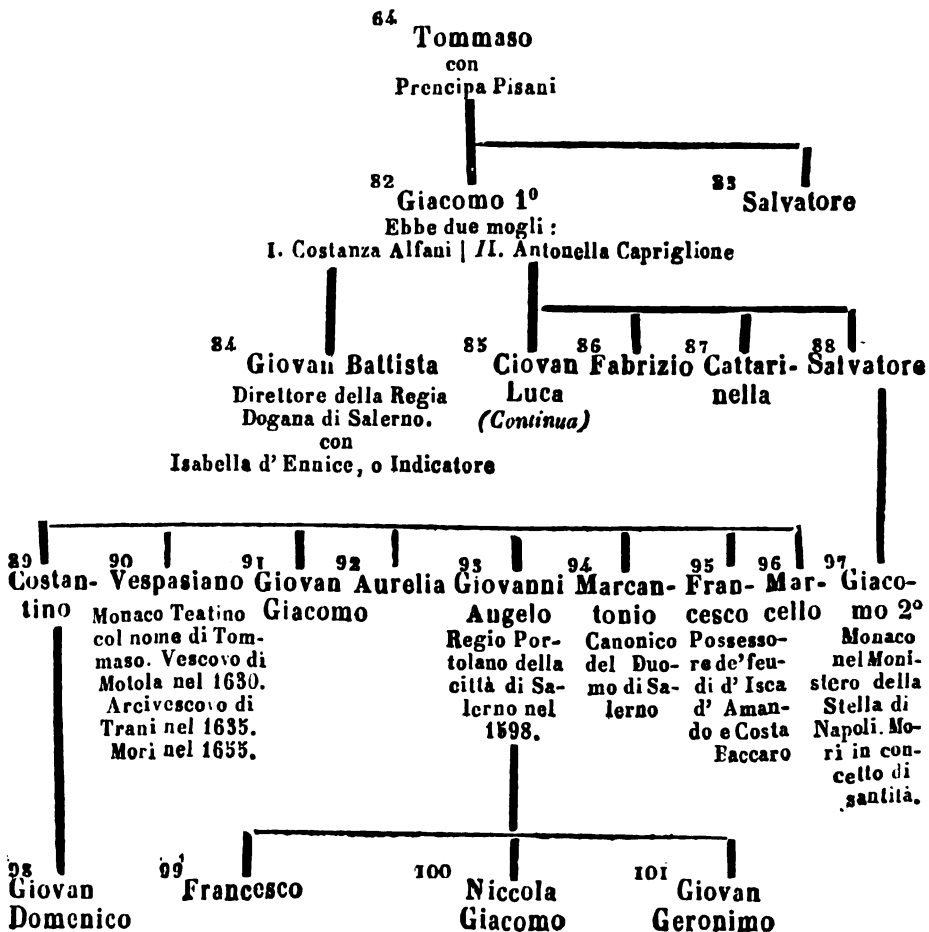 64
Tommaso
con
Prencipa Pisani
82 Giacomo 1º
83 Salvatore
Ebbe due mogli :
I. Costanza Alfani | II. Antonella Capriglione
84 Giovan Battista
Direttore della Regia
Dogana di Salerno.
con
Isabella d' Ennice, o Indicatore
85 Ciovan
Luca
(Continua)
86 Fabrizio
87 Cattari-
nella
88 Salvatore
89 Costan-
tino
90 Vespasiano
Monaco Teatino
col nome di Tom-
maso. Vescovo di
Motola nel 1630.
Arcivescovo di
Trani nel 1635.
Morì nel 1655.
91 Giovan
Giacomo
92 Aurelia
93 Giovanni
Angelo
Regio Por-
tolano della
città di Sa-
lerno nel
1598.
94 Marcan-
tonio
Canonico
del Duo-
mo di Sa-
lerno
95 Fran-
cesco
Possesso-
re de' feu-
di d' Isca
d' Aman-
do e Costa
Baccaro
96 Mar-
cello
97 Giaco-
mo 2º
Monaco
nel Moni-
stero della
Stella di
Napoli. Mo-
rì in con-
cetto di
santità.
98
Giovan
Domenico
99 Francesco
100 Niccola
Giacomo
101 Giovan
Geronimo